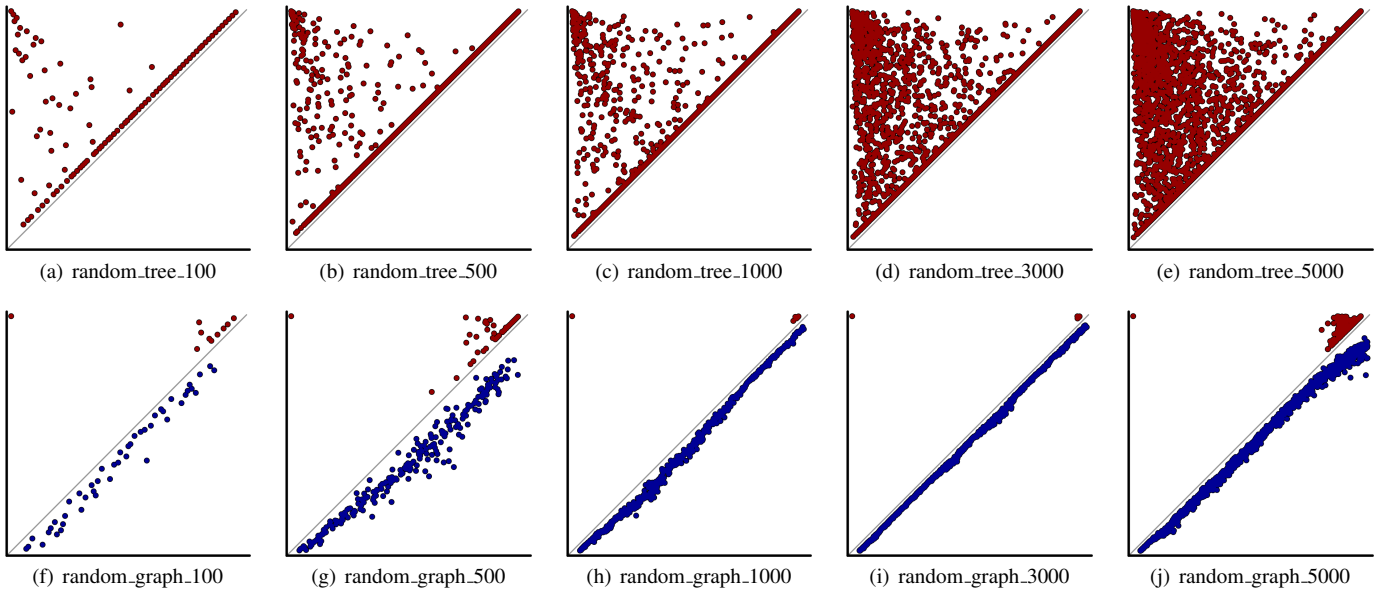 (a) random_tree_100
(b) random_tree_500
(c) random_tree_1000
(d) random_tree_3000
(e) random_tree_5000
(f) random_graph_100
(g) random_graph_500
(h) random_graph_1000
(i) random_graph_3000
(j) random_graph_5000